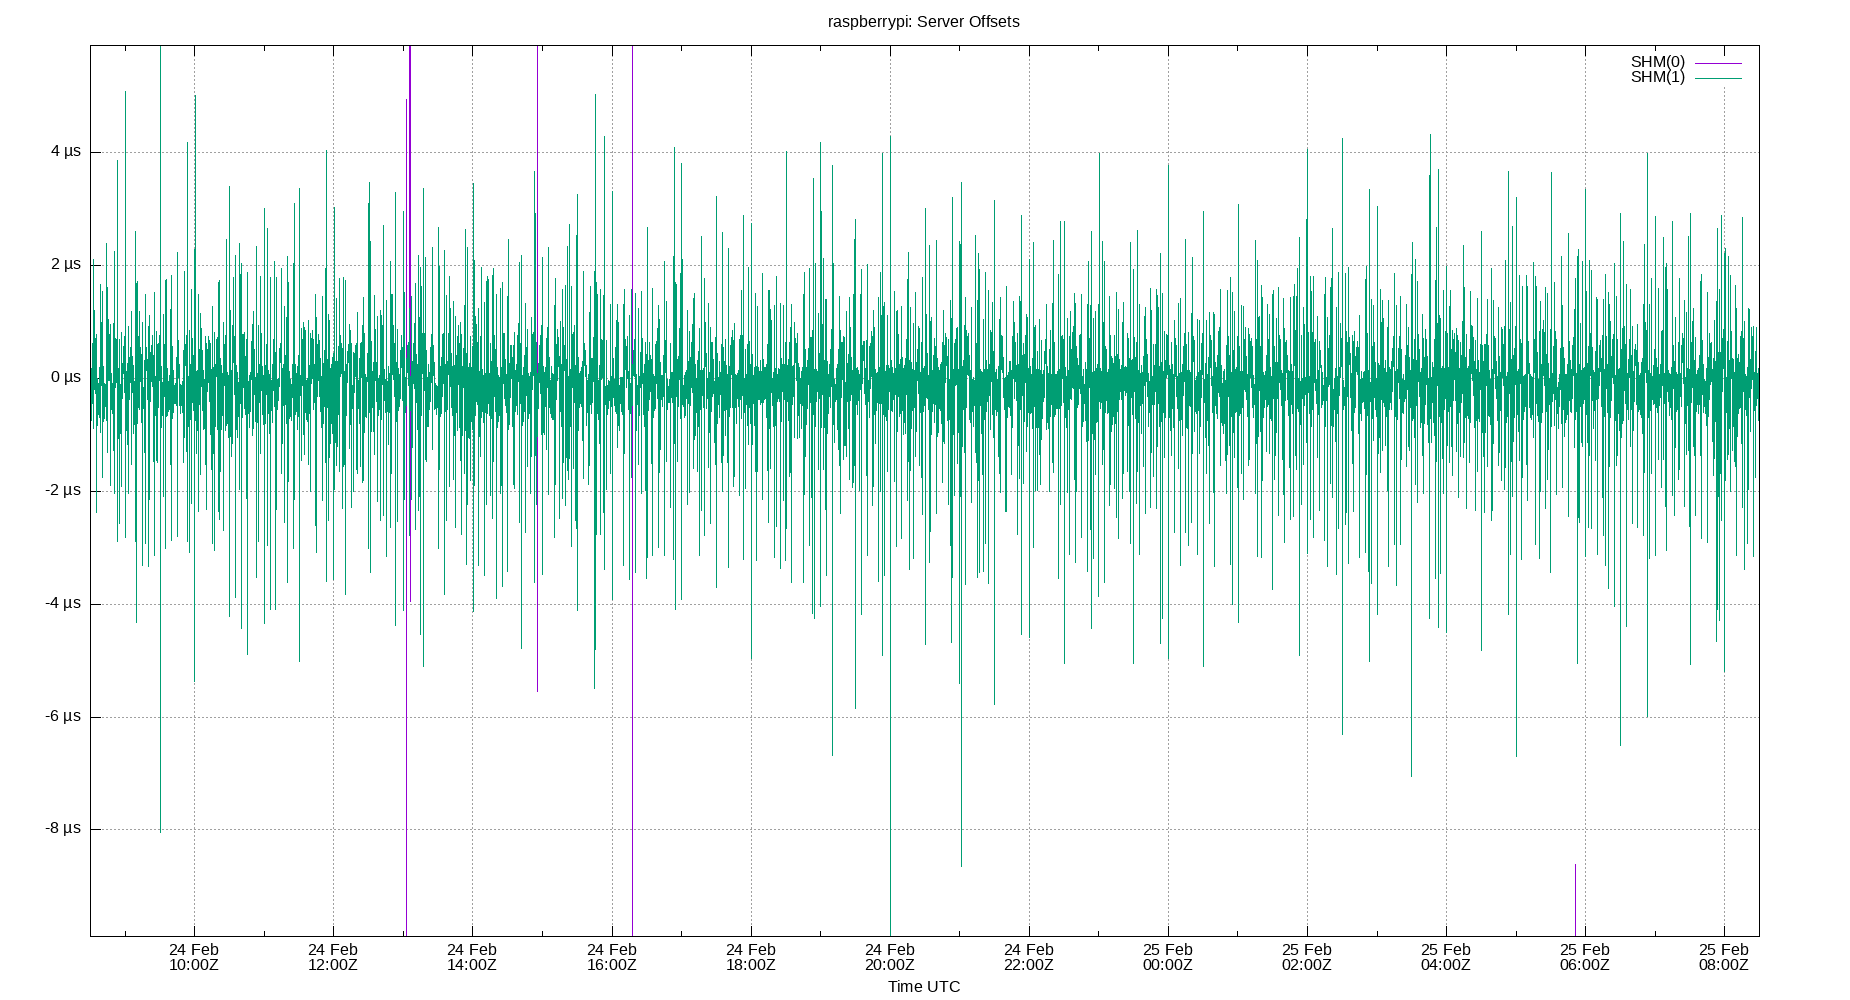 raspberrypi: Server Offsets
SHM(0)
SHM(1)
4 µs
2 µs
0 µs
-2 µs
-4 µs
-6 µs
-8 µs
24 Feb 24 Feb 24 Feb 24 Feb 24 Feb 24 Feb 24 Feb 25 Feb 25 Feb 25 Feb 25 Feb 25 Feb
10:00Z 12:00Z 14:00Z 16:00Z 18:00Z 20:00Z 22:00Z 00:00Z 02:00Z 04:00Z 06:00Z 08:00Z
Time UTC